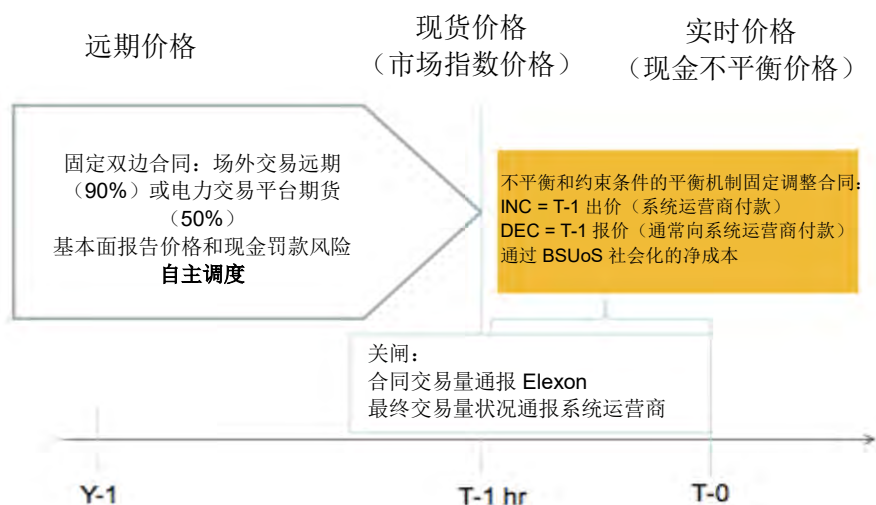 远期价格
现货价格
（市场指数价格）
实时价格
（现金不平衡价格）
固定双边合同：场外交易远期
（90%）或电力交易平台期货
（50%）
基本面报告价格和现金罚款风险
自主调度
不平衡和约束条件的平衡机制固定调整合同：
INC = T-1 出价（系统运营商付款）
DEC = T-1 报价（通常向系统运营商付款）
通过 BSUoS 社会化的净成本
关闸：
合同交易量通报 Elexon
最终交易量状况通报系统运营商
Y-1
T-1 hr
T-0